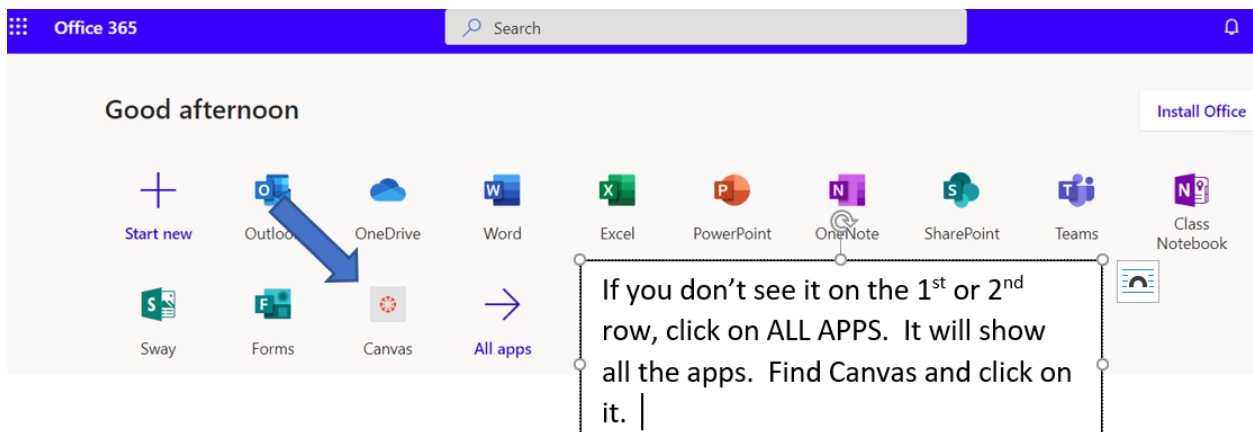 Office 365
Search
Good afternoon
Install Office
Start new
Outlook
OneDrive
Word
Excel
PowerPoint
OneNote
SharePoint
Teams
Class
Notebook
Sway
Forms
Canvas
All apps
If you don’t see it on the 1st or 2nd
row, click on ALL APPS. It will show
all the apps. Find Canvas and click on
it.